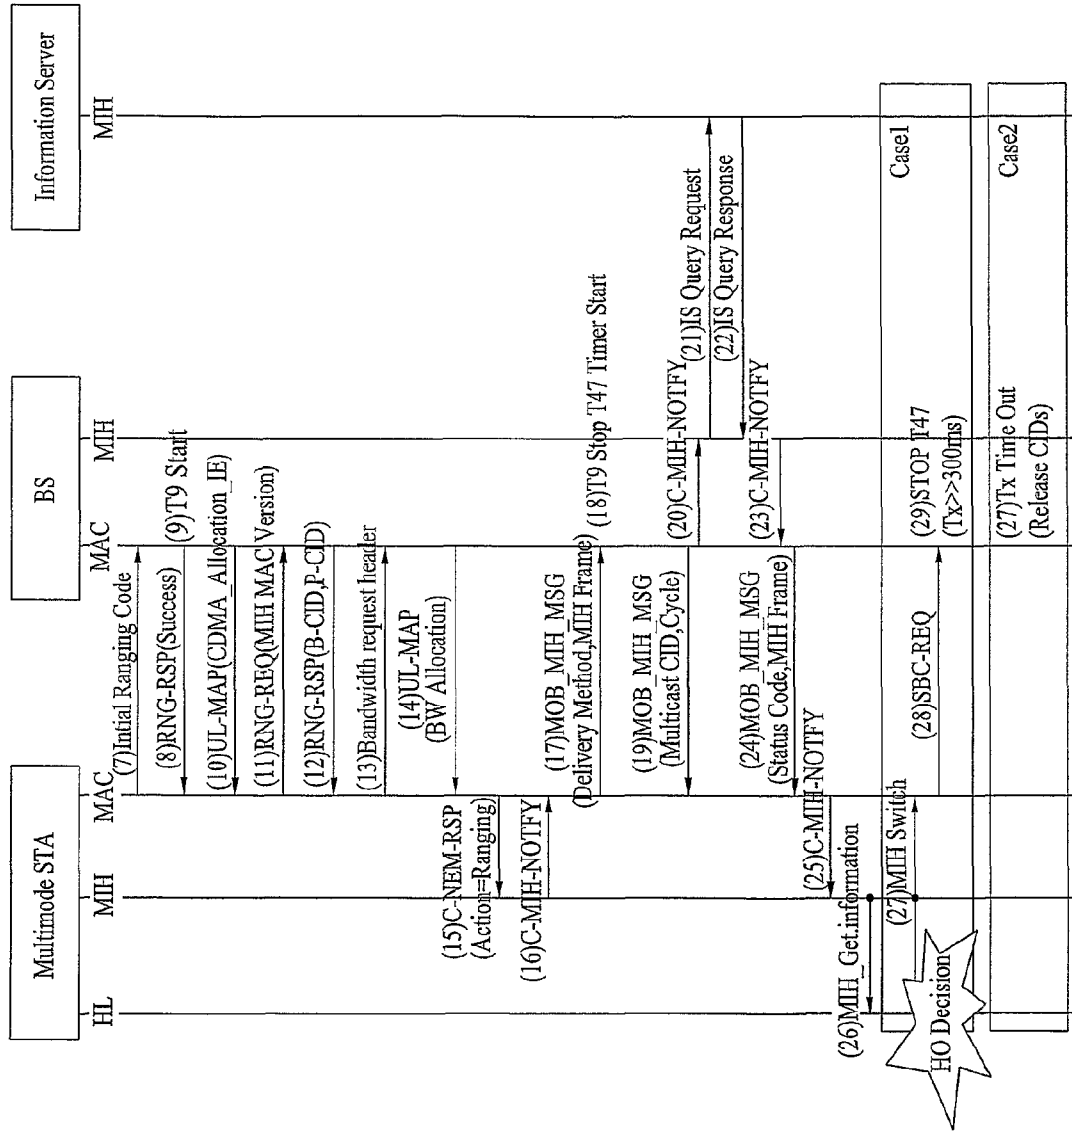 Multimode STA
BS
Information Server
HL
MIH
MAC
MAC
MIH
MIH
(7)Intial Ranging Code
(8)RNG-RSP(Success)
(9)T9 Start
(10)UL-MAP(CDMA_Allocation_IE)
(11)RNG-REQ(MIH MAC Version)
(12)RNG-RSP(B-CID,P-CID)
(13)Bandwidth request header
(14)UL-MAP
(BW Allocation)
(15)C-NEM-RSP
(Action=Ranging)
(16)C-MIH-NOTFY
(17)MOB_MIH_MSG
(Delivery Method,MIH Frame)
(18)T9 Stop T47 Timer Start
(19)MOB_MIH_MSG
(Multicast CID,Cycle)
(20)C-MIH-NOTFY
(21)IS Query Request
(22)IS Query Response
(23)C-MIH-NOTFY
(24)MOB_MIH_MSG
(Status Code,MIH Frame)
(25)C-MIH-NOTFY
(26)MIH_Get.information
Case1
HO Decision
(27)MIH Switch
(28)SBC-REQ
(29)STOP T47
(Tx>>300ms)
Case2
(27)Tx Time Out
(Release CIDs)